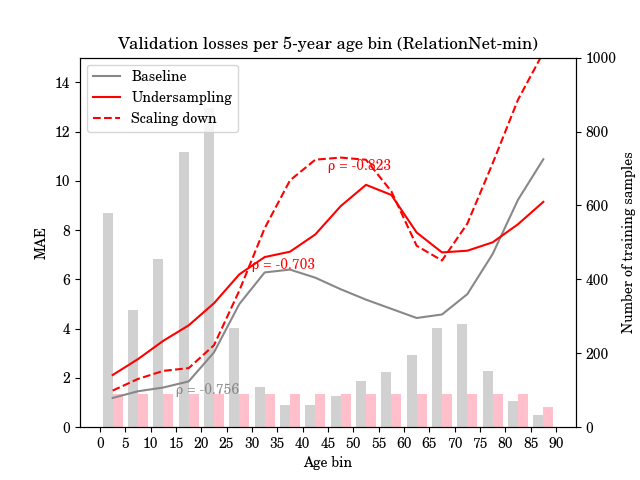 Validation losses per 5-year age bin (RelationNet-min)
Baseline
Undersampling
Scaling down
ρ = -0.823
ρ = -0.703
ρ = -0.756
MAE
14
12
10
8
6
4
2
0
Number of training samples
1000
800
600
400
200
0
0 5 10 15 20 25 30 35 40 45 50 55 60 65 70 75 80 85 90
Age bin